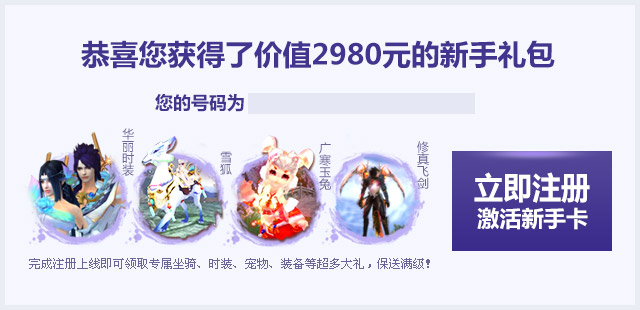 恭喜您获得了价值2980元的新手礼包
您的号码为
华丽时装
雪狐
广寒玉兔
修真飞剑
立即注册
激活新手卡
完成注册上线即可领取专属坐骑、时装、宠物、装备等超多大礼，保送满级！